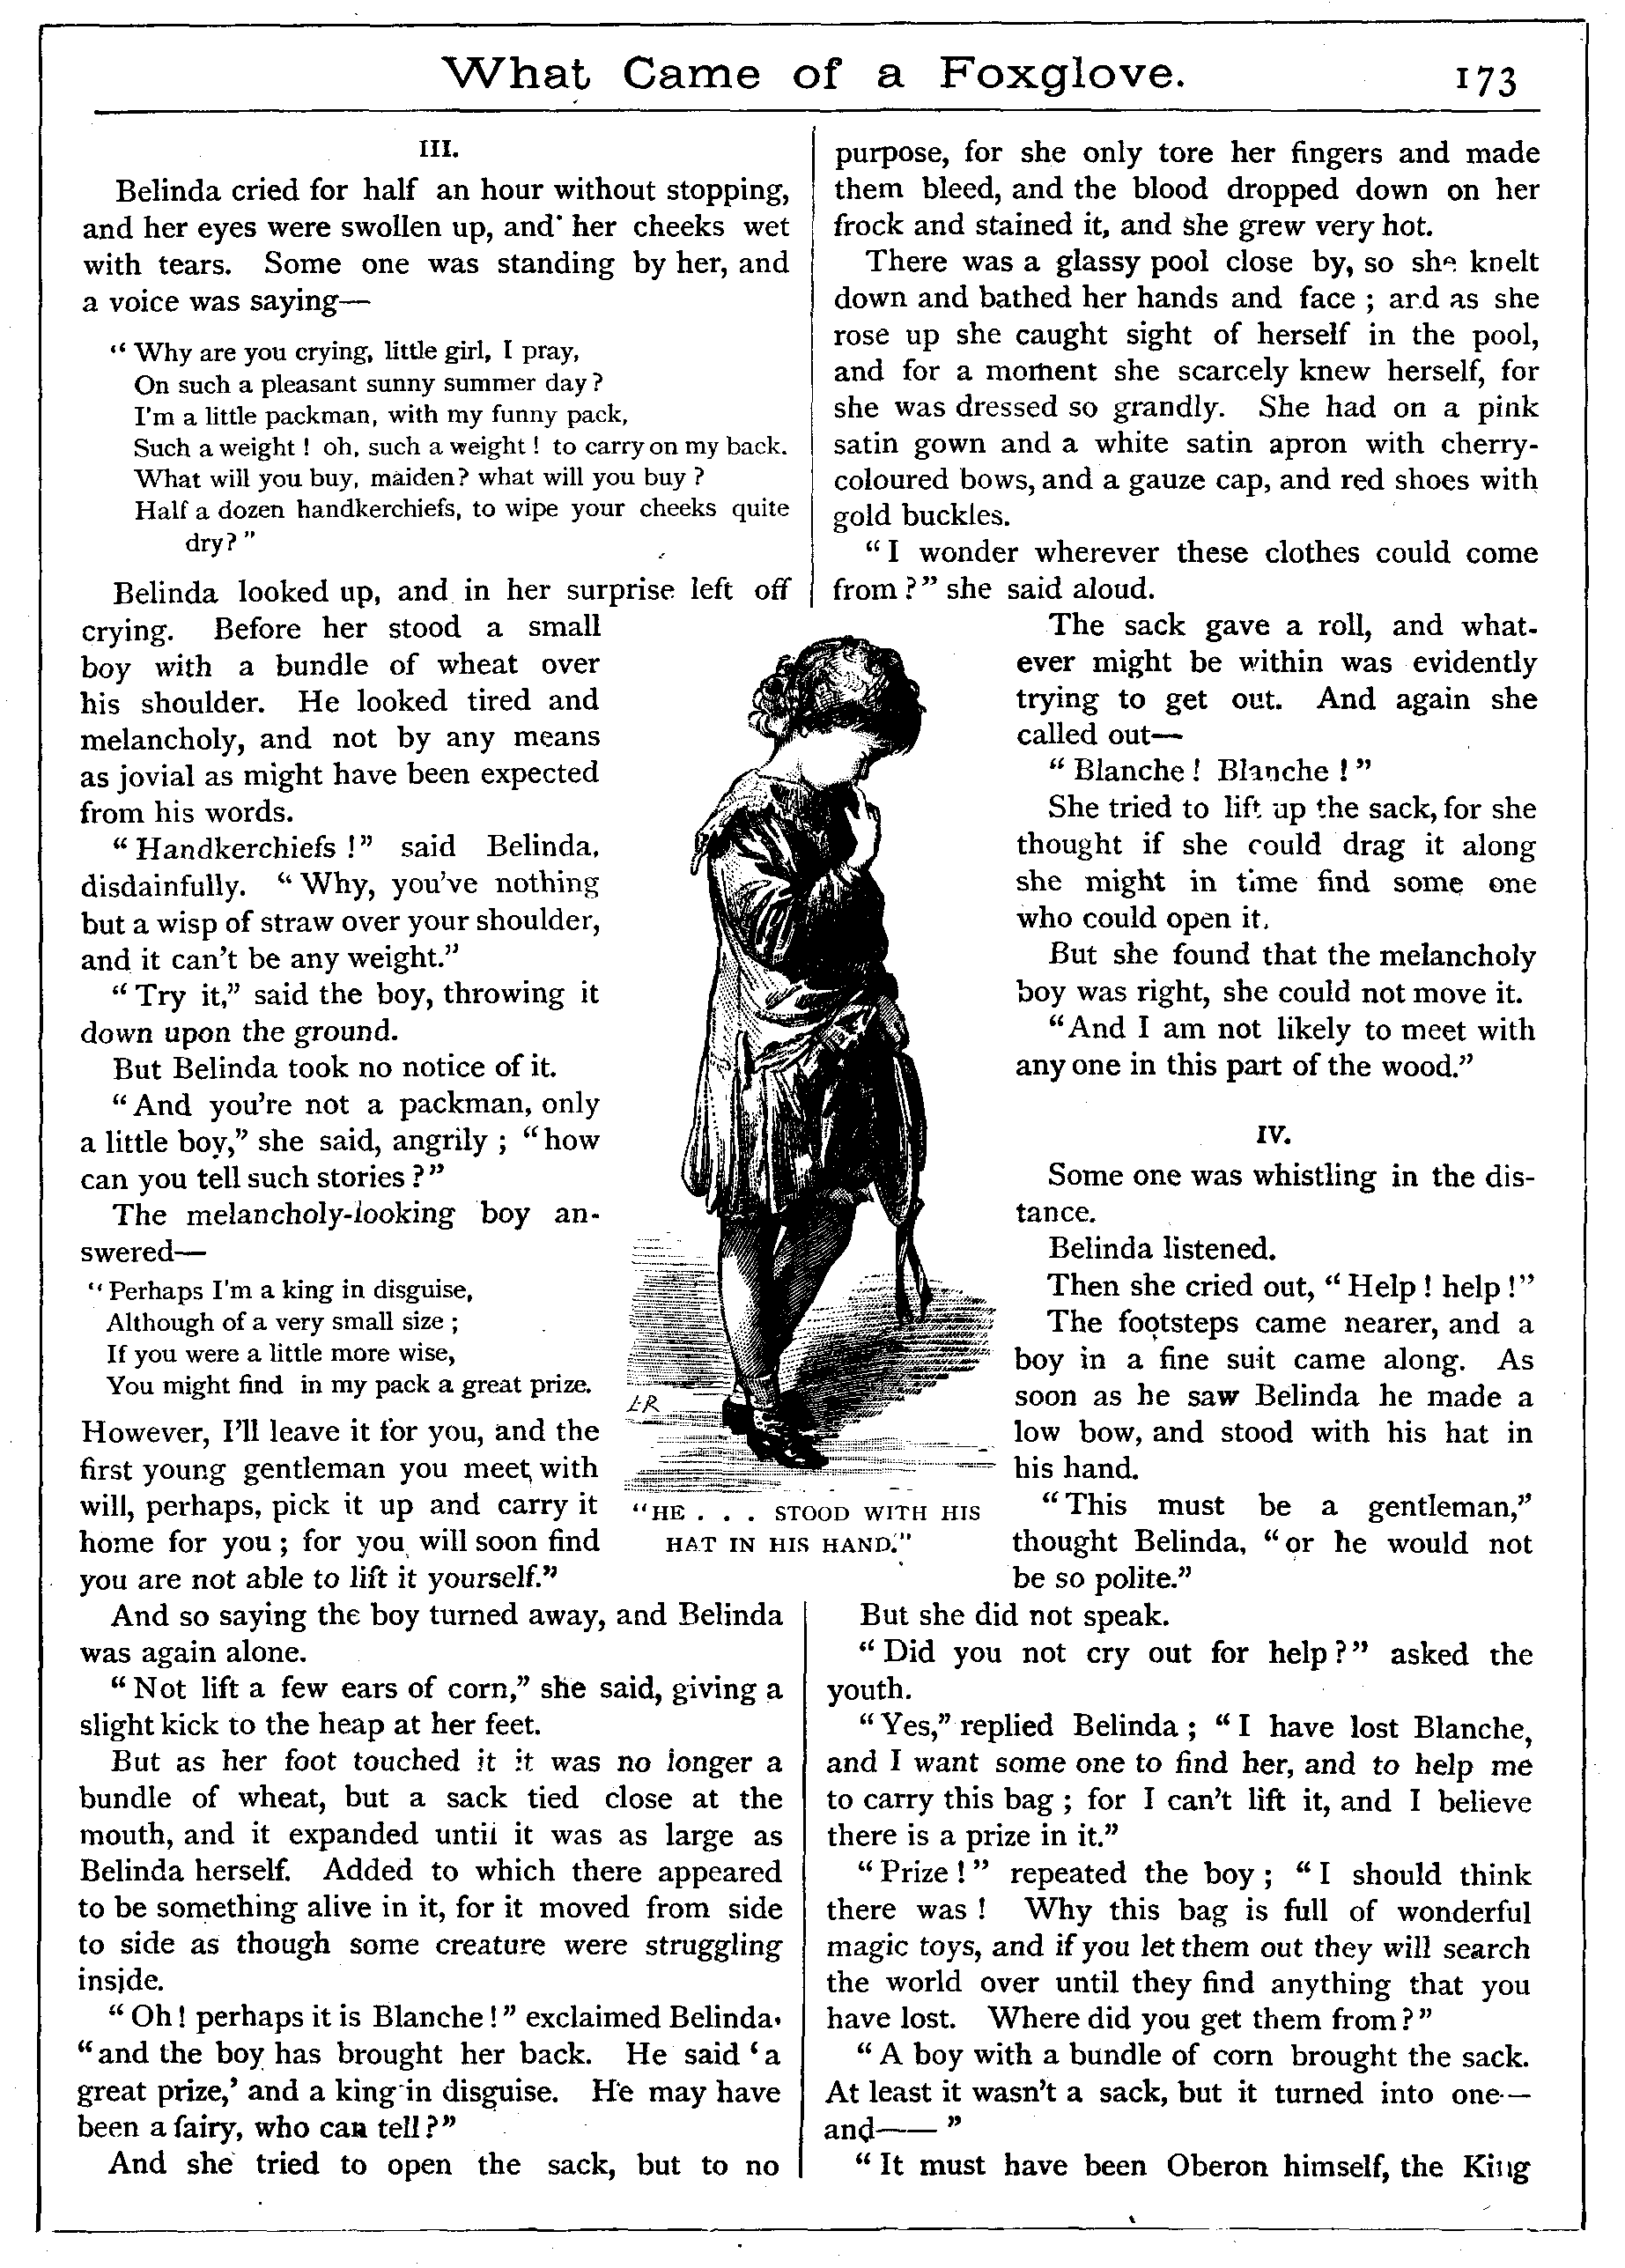 What Came of a Foxglove. 173
III.
Belinda cried for half an hour without stopping,
and her eyes were swollen up, and her cheeks wet
with tears. Some one was standing by her, and
a voice was saying—
“Why are you crying, little girl, I pray,
On such a pleasant sunny summer day?
I'm a little packman, with my funny pack,
Such a weight! oh, such a weight! to carry on my back.
What will you buy, maiden? what will you buy?
Half a dozen handkerchiefs, to wipe your cheeks quite
dry?”
Belinda looked up, and in her surprise left off
crying. Before her stood a small
boy with a bundle of wheat over
his shoulder. He looked tired and
melancholy, and not by any means
as jovial as might have been expected
from his words.
“Handkerchiefs!” said Belinda,
disdainfully. “Why, you've nothing
but a wisp of straw over your shoulder,
and it can't be any weight.”
“Try it,” said the boy, throwing it
down upon the ground.
But Belinda took no notice of it.
“And you're not a packman, only
a little boy,” she said, angrily; “how
can you tell such stories?”
The melancholy-looking boy an-
swered—
“Perhaps I'm a king in disguise,
Although of a very small size;
If you were a little more wise,
You might find in my pack a great prize.
However, I'll leave it for you, and the
first young gentleman you meet with
will, perhaps, pick it up and carry it
home for you; for you will soon find
you are not able to lift it yourself.”
And so saying the boy turned away, and Belinda
was again alone.
“Not lift a few ears of corn,” she said, giving a
slight kick to the heap at her feet.
But as her foot touched it it was no longer a
bundle of wheat, but a sack tied close at the
mouth, and it expanded until it was as large as
Belinda herself. Added to which there appeared
to be something alive in it, for it moved from side
to side as though some creature were struggling
inside.
“Oh! perhaps it is Blanche!” exclaimed Belinda,
“and the boy has brought her back. He said ‘a
great prize,’ and a king in disguise. He may have
been a fairy, who can tell?”
And she tried to open the sack, but to no
purpose, for she only tore her fingers and made
them bleed, and the blood dropped down on her
frock and stained it, and she grew very hot.
There was a glassy pool close by, so she knelt
down and bathed her hands and face; and as she
rose up she caught sight of herself in the pool,
and for a moment she scarcely knew herself, for
she was dressed so grandly. She had on a pink
satin gown and a white satin apron with cherry-
coloured bows, and a gauze cap, and red shoes with
gold buckles.
“I wonder wherever these clothes could come
from?” she said aloud.
The sack gave a roll, and what-
ever might be within was evidently
trying to get out. And again she
called out—
“Blanche! Blanche!”
She tried to lift up the sack, for she
thought if she could drag it along
she might in time find some one
who could open it.
But she found that the melancholy
boy was right, she could not move it.
“And I am not likely to meet with
any one in this part of the wood.”
IV.
Some one was whistling in the dis-
tance.
Belinda listened.
Then she cried out, “Help! help!”
The footsteps came nearer, and a
boy in a fine suit came along. As
soon as he saw Belinda he made a
low bow, and stood with his hat in
his hand.
“This must be a gentleman,”
thought Belinda, “or he would not
be so polite.”
But she did not speak.
“Did you not cry out for help?” asked the
youth.
“Yes,” replied Belinda; “I have lost Blanche,
and I want some one to find her, and to help me
to carry this bag; for I can't lift it, and I believe
there is a prize in it.”
“Prize!” repeated the boy; “I should think
there was! Why this bag is full of wonderful
magic toys, and if you let them out they will search
the world over until they find anything that you
have lost. Where did you get them from?”
“A boy with a bundle of corn brought the sack.
At least it wasn't a sack, but it turned into one—
and——”
“It must have been Oberon himself, the King
LR
“HE . . . STOOD WITH HIS
HAT IN HIS HAND.”